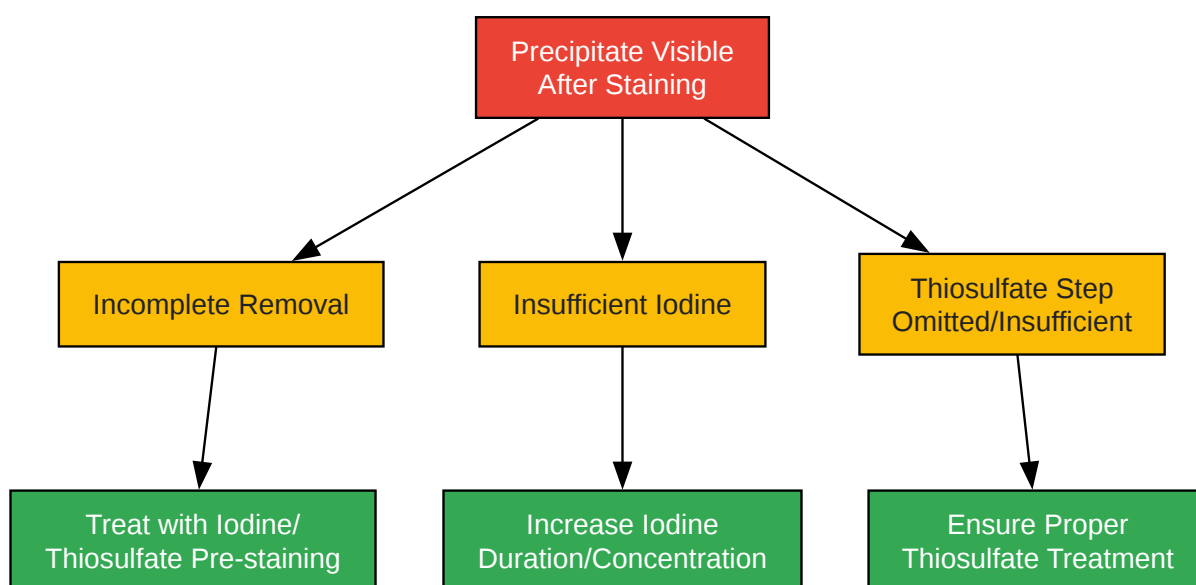 Precipitate Visible
After Staining
Incomplete Removal
Insufficient Iodine
Thiosulfate Step
Omitted/Insufficient
Treat with Iodine/
Thiosulfate Pre-staining
Increase Iodine
Duration/Concentration
Ensure Proper
Thiosulfate Treatment